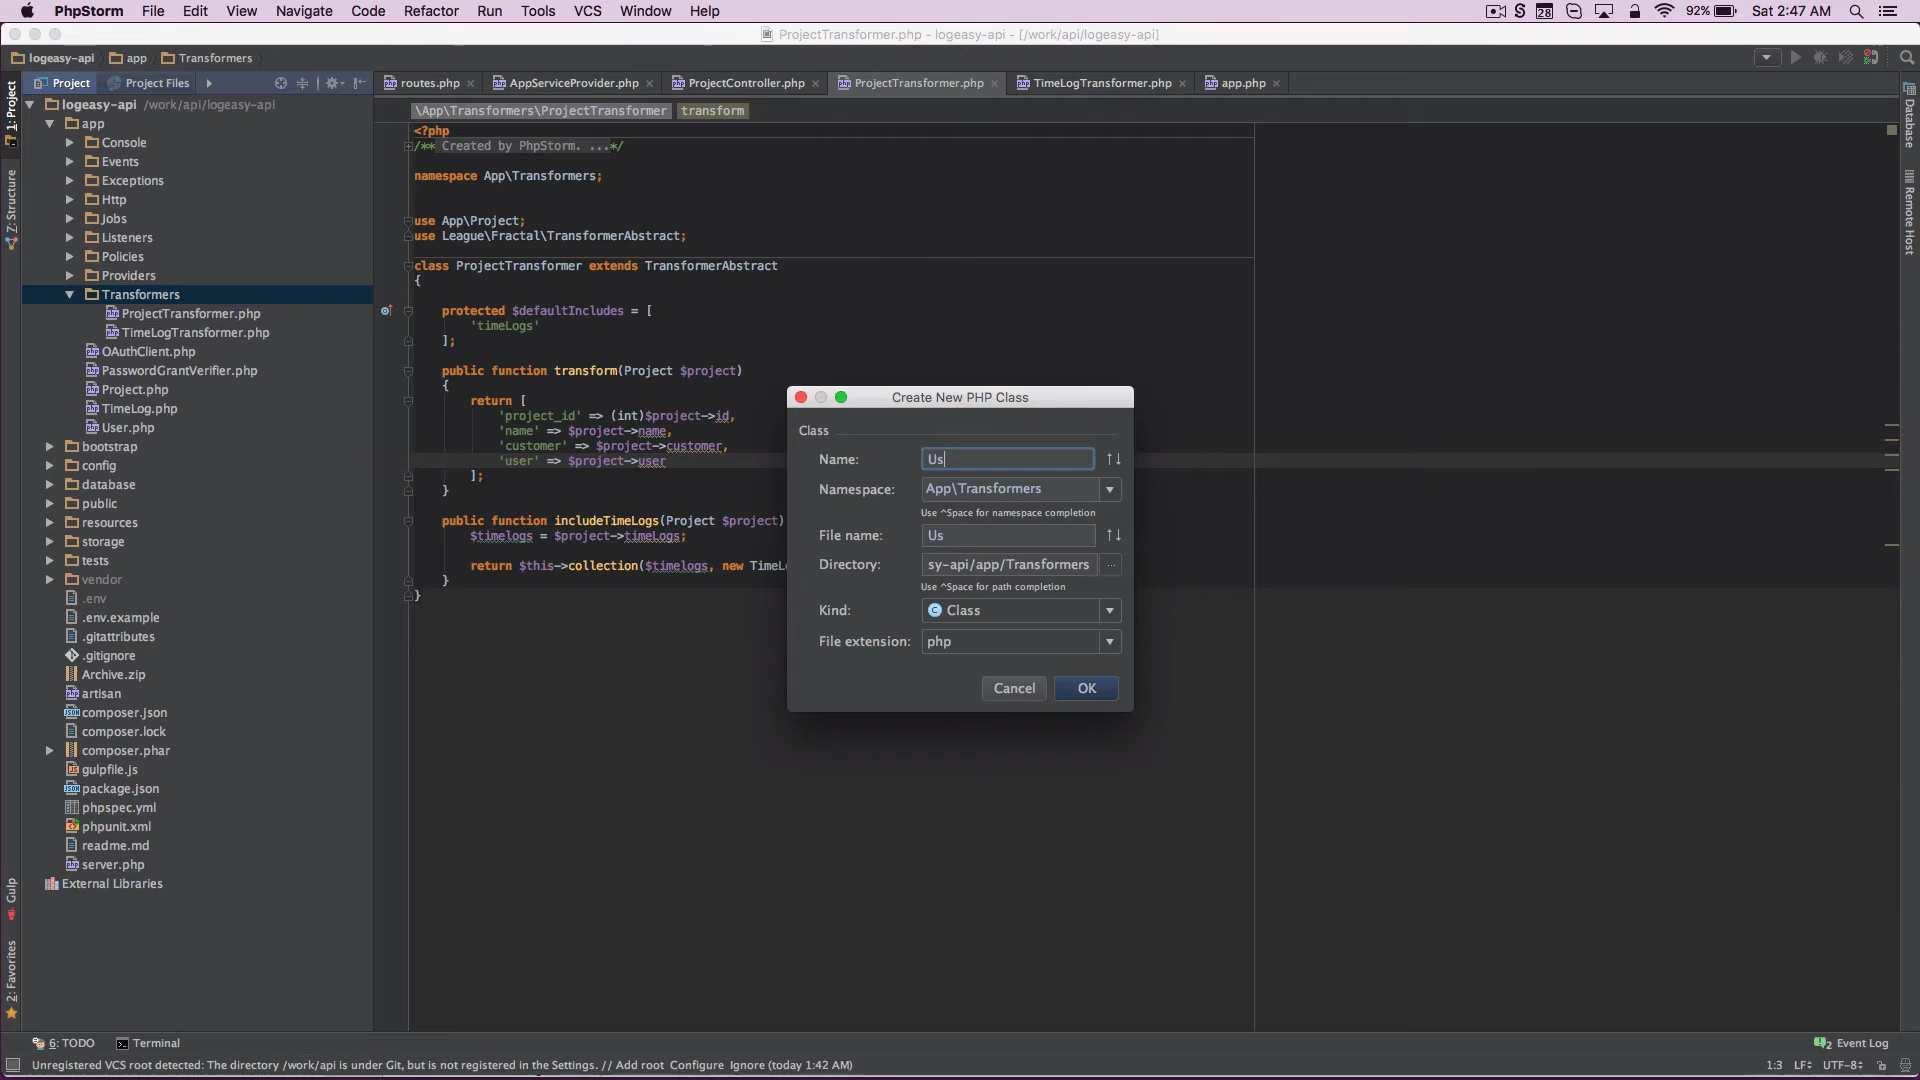 PhpStorm File Edit View Navigate Code Refactor Run Tools VCS Window Help
28 92% Sat 2:47 AM
ProjectTransformer.php - logeasy-api - [/work/api/logeasy-api]
logeasy-api app Transformers
Project Project Files
routes.php AppServiceProvider.php ProjectController.php ProjectTransformer.php TimeLogTransformer.php app.php
1: Project
Z: Structure
Gulp
2: Favorites
logeasy-api /work/api/logeasy-api
app
Console
Events
Exceptions
Http
Jobs
Listeners
Policies
Providers
Transformers
ProjectTransformer.php
TimeLogTransformer.php
OAuthClient.php
PasswordGrantVerifier.php
Project.php
TimeLog.php
User.php
bootstrap
config
database
public
resources
storage
tests
vendor
.env
.env.example
.gitattributes
.gitignore
Archive.zip
artisan
composer.json
composer.lock
composer.phar
gulpfile.js
package.json
phpspec.yml
phpunit.xml
readme.md
server.php
External Libraries
\App\Transformers\ProjectTransformer transform
<?php
/** Created by PhpStorm. ...*/
namespace App\Transformers;
use App\Project;
use League\Fractal\TransformerAbstract;
class ProjectTransformer extends TransformerAbstract
{
protected $defaultIncludes = [
'timeLogs'
];
public function transform(Project $project)
{
return [
'project_id' => (int)$project->id,
'name' => $project->name,
'customer' => $project->customer,
'user' => $project->user
];
}
public function includeTimeLogs(Project $project)
$timelogs = $project->timeLogs;
return $this->collection($timelogs, new TimeL
}
}
Create New PHP Class
Class
Name: Us
Namespace: App\Transformers
Use ^Space for namespace completion
File name: Us
Directory: sy-api/app/Transformers ...
Use ^Space for path completion
Kind: C Class
File extension: php
Cancel OK
Database
Remote Host
6: TODO Terminal
2 Event Log
Unregistered VCS root detected: The directory /work/api is under Git, but is not registered in the Settings. // Add root Configure Ignore (today 1:42 AM)
1:3 LF UTF-8